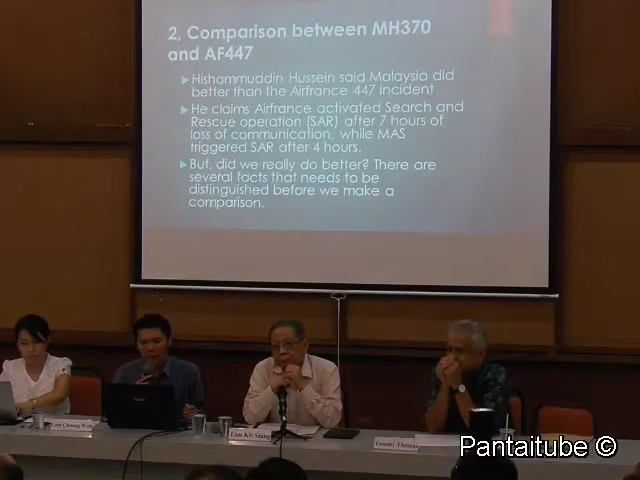 2, Comparison between MH370
and AF447
Hishammuddin Hussein said Malaysia did
better than the Airfrance 447 incident
He claims Airfrance activated Search and
Rescue operation (SAR) after 7 hours of
loss of communication, while MAS
triggered SAR after 4 hours.
But, did we really do better? There are
several facts that needs to be
distinguished before we make a
comparison.
Lim Kit Siang
Tommy Thomas
Pantaitube ©